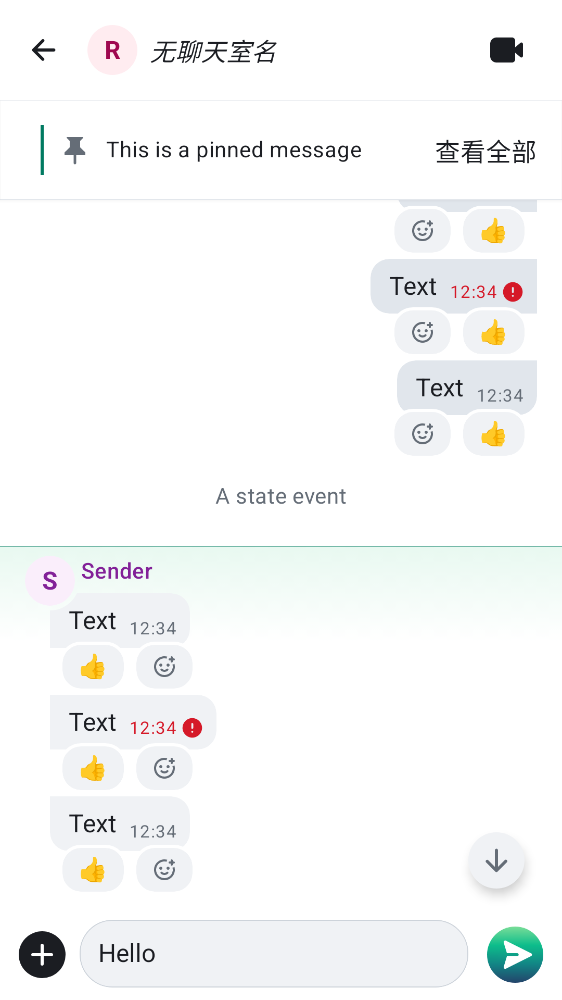 R 无聊天室名
This is a pinned message 查看全部
Text 12:34
Text 12:34
A state event
S Sender
Text 12:34
Text 12:34
Text 12:34
Hello